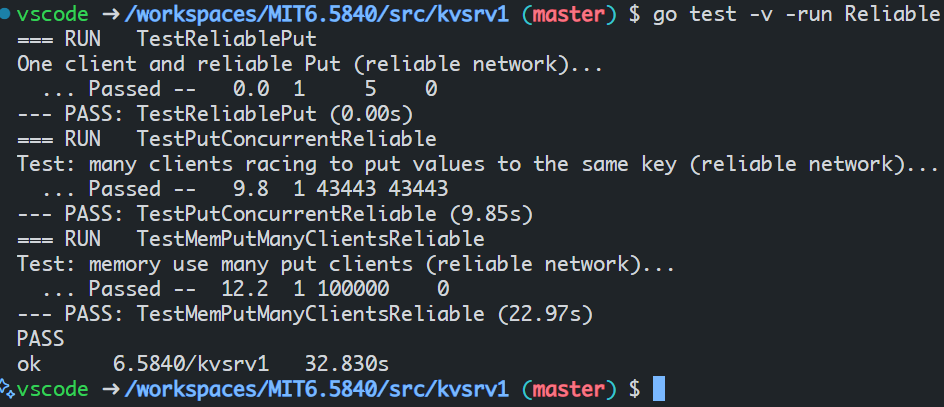 vscode ➜ /workspaces/MIT6.5840/src/kvsrv1 (master) $ go test -v -run Reliable
=== RUN   TestReliablePut
One client and reliable Put (reliable network)...
  ... Passed --   0.0  1     5    0
--- PASS: TestReliablePut (0.00s)
=== RUN   TestPutConcurrentReliable
Test: many clients racing to put values to the same key (reliable network)...
  ... Passed --   9.8  1 43443 43443
--- PASS: TestPutConcurrentReliable (9.85s)
=== RUN   TestMemPutManyClientsReliable
Test: memory use many put clients (reliable network)...
  ... Passed --  12.2  1 100000    0
--- PASS: TestMemPutManyClientsReliable (22.97s)
PASS
ok      6.5840/kvsrv1   32.830s
vscode ➜ /workspaces/MIT6.5840/src/kvsrv1 (master) $